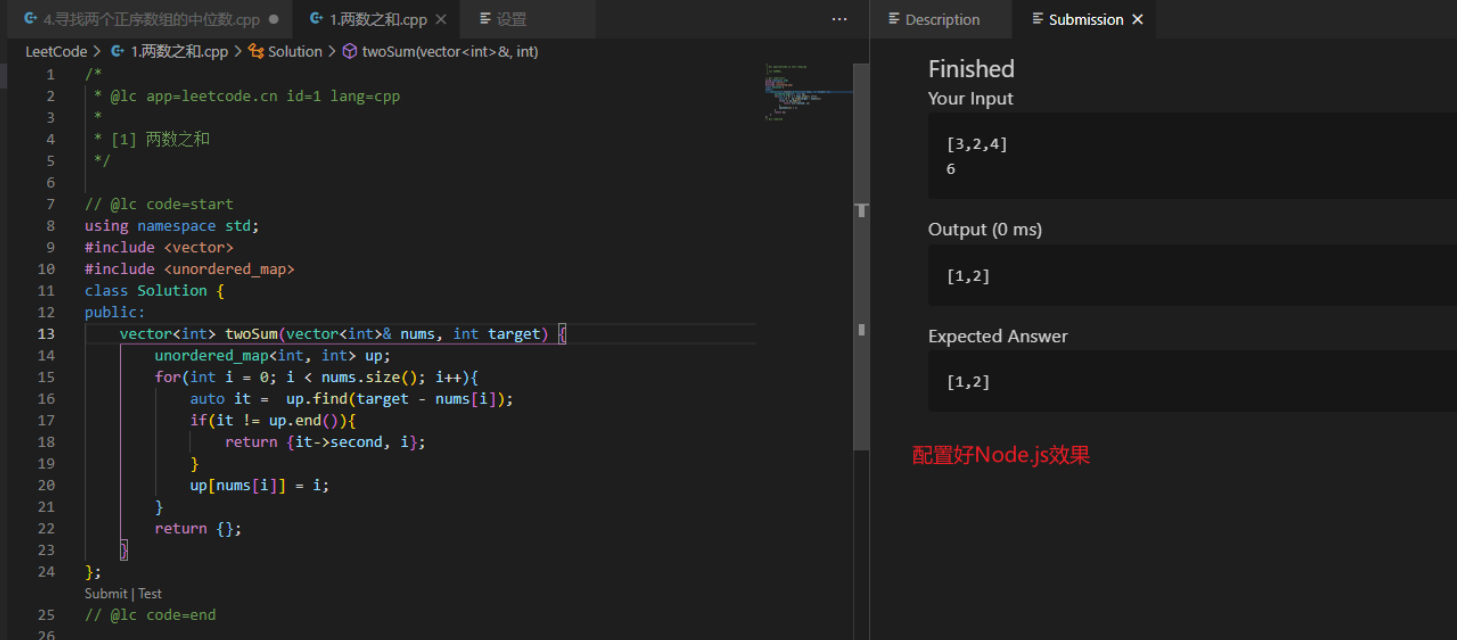 4.寻找两个正序数组的中位数.cpp ●
1.两数之和.cpp ×
设置
···
LeetCode > 1.两数之和.cpp > Solution > twoSum(vector<int>&, int)
1 /*
2 * @lc app=leetcode.cn id=1 lang=cpp
3 *
4 * [1] 两数之和
5 */
6
7 // @lc code=start
8 using namespace std;
9 #include <vector>
10 #include <unordered_map>
11 class Solution {
12 public:
13 vector<int> twoSum(vector<int>& nums, int target) {
14 unordered_map<int, int> up;
15 for(int i = 0; i < nums.size(); i++){
16 auto it =  up.find(target - nums[i]);
17 if(it != up.end()){
18 return {it->second, i};
19 }
20 up[nums[i]] = i;
21 }
22 return {};
23 }
24 };
Submit | Test
25 // @lc code=end
26
Description
Submission ×
Finished
Your Input
[3,2,4]
6
Output (0 ms)
[1,2]
Expected Answer
[1,2]
配置好Node.js效果